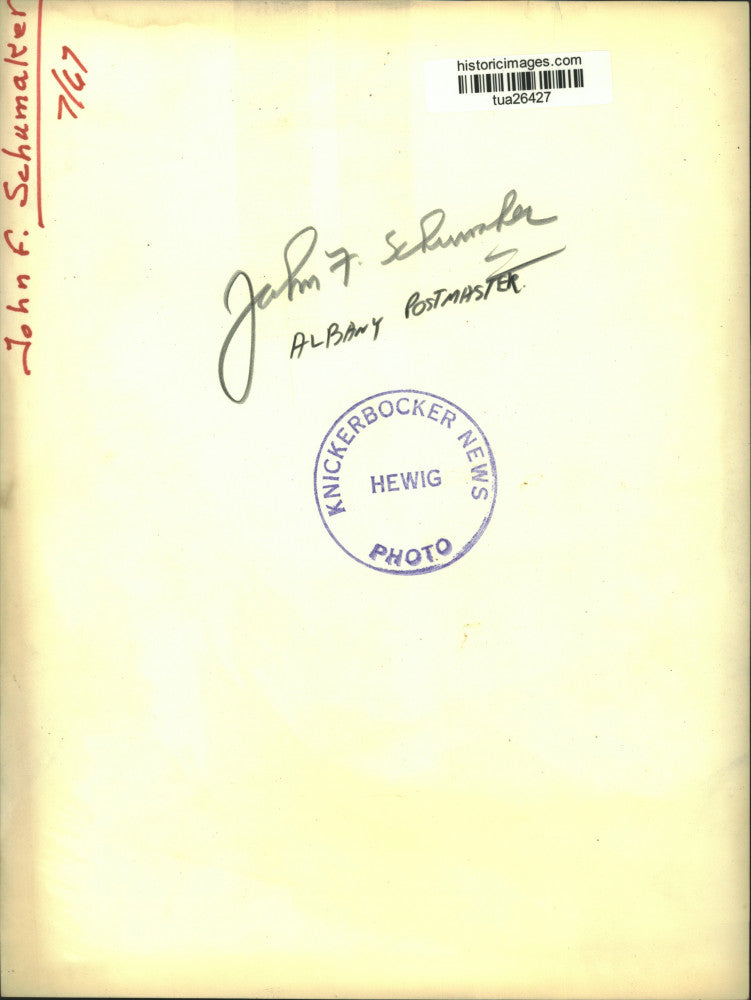 John F. Schumaker
7/67
historicimages.com
tua26427
John F. Schumaker
ALBANY POSTMASTER.
KNICKERBOCKER NEWS
HEWIG
PHOTO